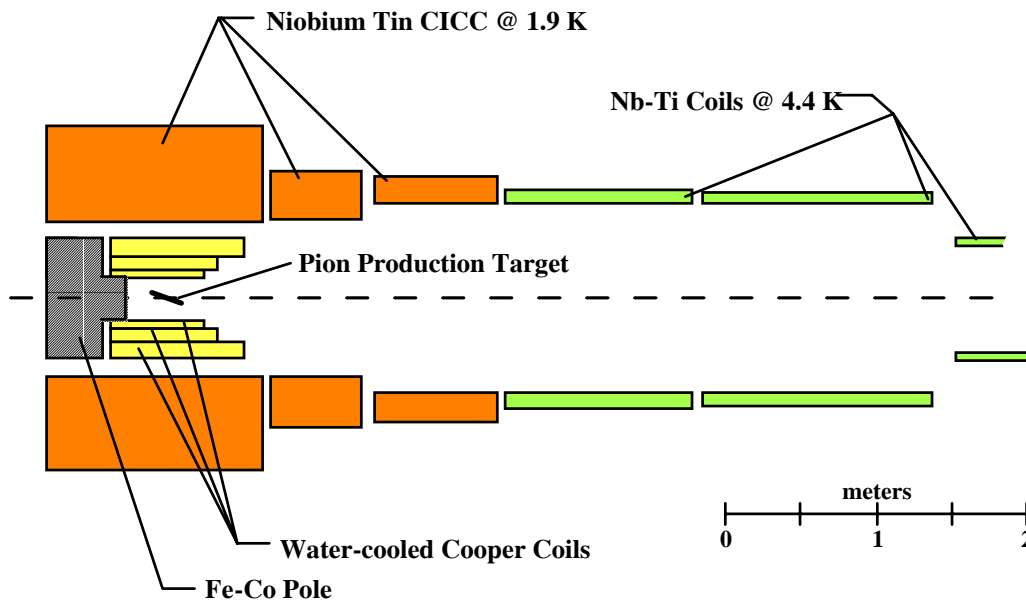 Niobium Tin CICC @ 1.9 K
Nb-Ti Coils @ 4.4 K
Pion Production Target
meters
0 1 2
Water-cooled Cooper Coils
Fe-Co Pole